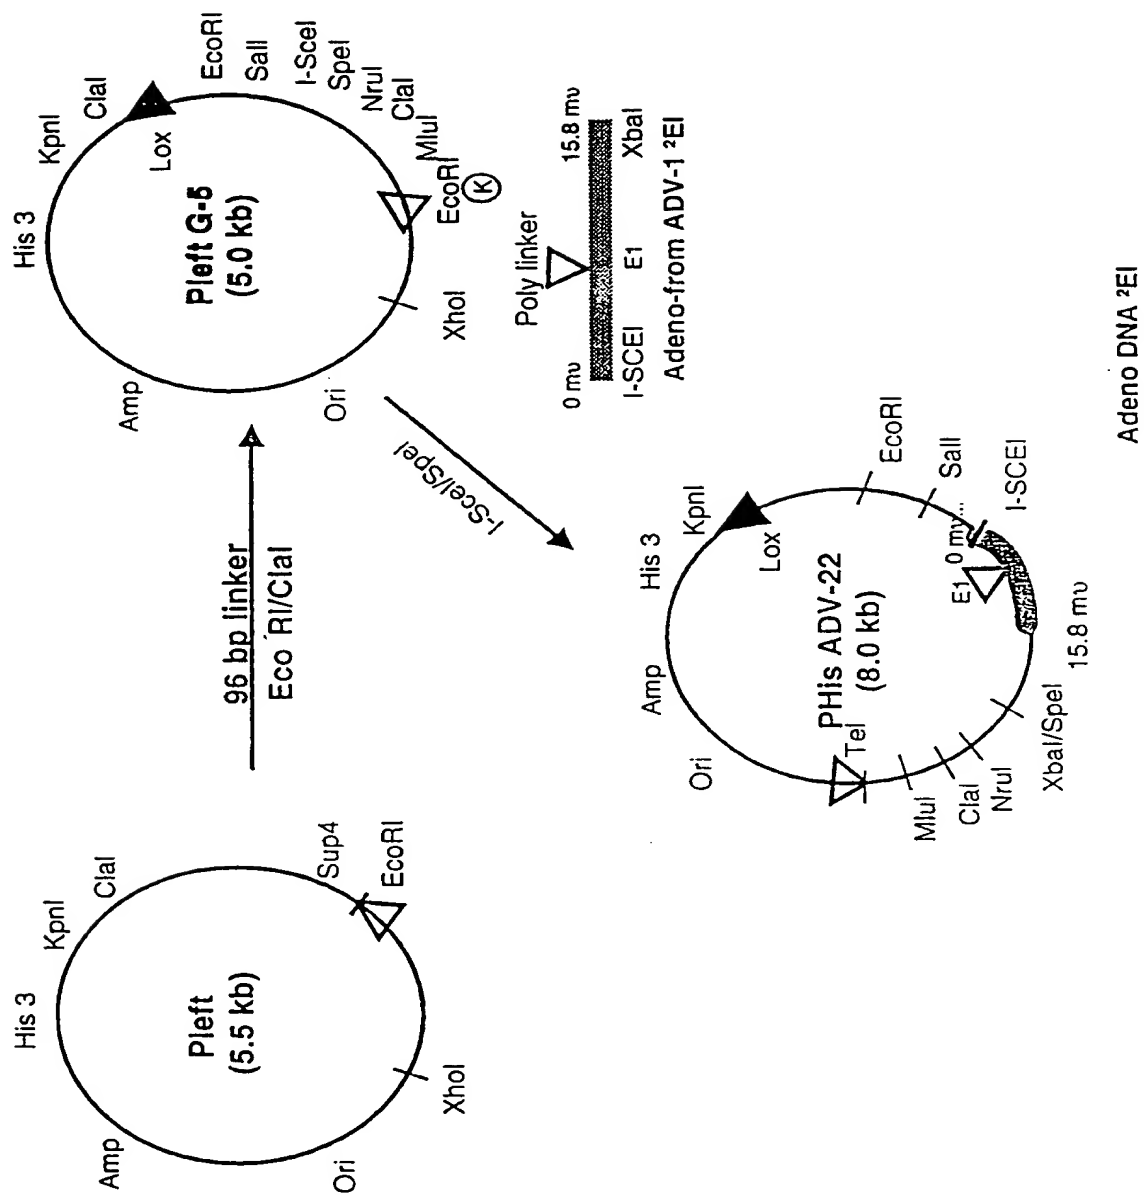 His 3
KpnI
ClaI
Amp
Pleft
(5.5 kb)
Sup4
EcoRI
Ori
XhoI
96 bp linker
Eco RI/ClaI
His 3
KpnI
ClaI
Lox
Amp
Pleft G-5
(5.0 kb)
EcoRI
SalI
I-SceI
SpeI
NruI
ClaI
MluI
EcoRI
K
Ori
XhoI
I-SceI/SpeI
Poly linker
0 mυ
15.8 mυ
I-SCEI
E1
XbaI
Adeno-from ADV-1 ²EI
His 3
KpnI
Amp
Lox
Ori
PHis ADV-22
(8.0 kb)
EcoRI
SalI
Tel
E1
0 mv...
I-SCEI
MluI
ClaI
NruI
XbaI/SpeI
15.8 mυ
Adeno DNA ²EI